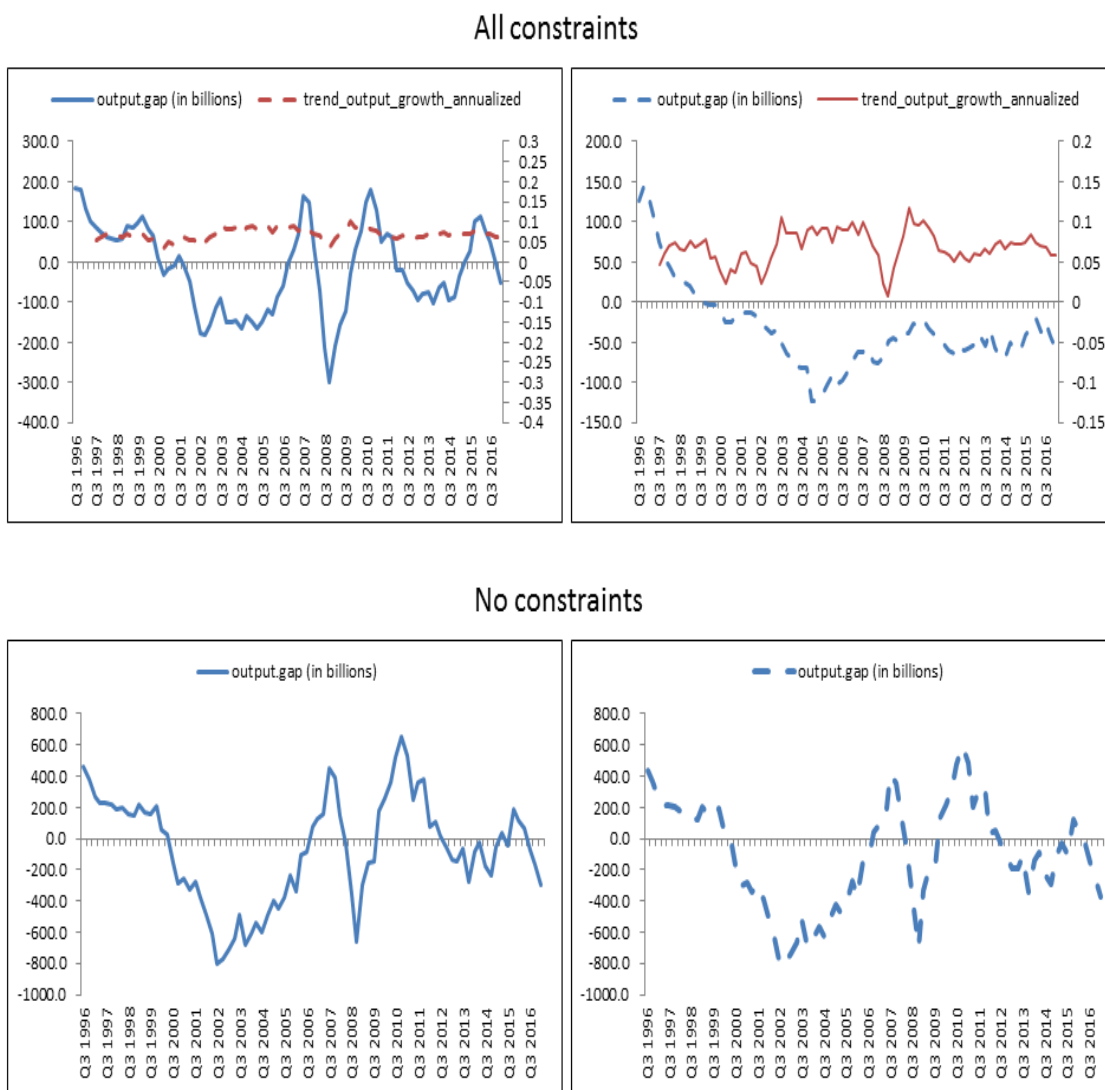 All constraints
output.gap (in billions) trend_output_growth_annualized
300.0
200.0
100.0
0.0
-100.0
-200.0
-300.0
-400.0
0.3
0.25
0.2
0.15
0.1
0.05
0
-0.05
-0.1
-0.15
-0.2
-0.25
-0.3
-0.35
-0.4
Q3 1996
Q3 1997
Q3 1998
Q3 1999
Q3 2000
Q3 2001
Q3 2002
Q3 2003
Q3 2004
Q3 2005
Q3 2006
Q3 2007
Q3 2008
Q3 2009
Q3 2010
Q3 2011
Q3 2012
Q3 2013
Q3 2014
Q3 2015
Q3 2016
output.gap (in billions) trend_output_growth_annualized
200.0
150.0
100.0
50.0
0.0
-50.0
-100.0
-150.0
0.2
0.15
0.1
0.05
0
-0.05
-0.1
-0.15
Q3 1996
Q3 1997
Q3 1998
Q3 1999
Q3 2000
Q3 2001
Q3 2002
Q3 2003
Q3 2004
Q3 2005
Q3 2006
Q3 2007
Q3 2008
Q3 2009
Q3 2010
Q3 2011
Q3 2012
Q3 2013
Q3 2014
Q3 2015
Q3 2016
No constraints
output.gap (in billions)
800.0
600.0
400.0
200.0
0.0
-200.0
-400.0
-600.0
-800.0
-1000.0
Q3 1996
Q3 1997
Q3 1998
Q3 1999
Q3 2000
Q3 2001
Q3 2002
Q3 2003
Q3 2004
Q3 2005
Q3 2006
Q3 2007
Q3 2008
Q3 2009
Q3 2010
Q3 2011
Q3 2012
Q3 2013
Q3 2014
Q3 2015
Q3 2016
output.gap (in billions)
800.0
600.0
400.0
200.0
0.0
-200.0
-400.0
-600.0
-800.0
-1000.0
Q3 1996
Q3 1997
Q3 1998
Q3 1999
Q3 2000
Q3 2001
Q3 2002
Q3 2003
Q3 2004
Q3 2005
Q3 2006
Q3 2007
Q3 2008
Q3 2009
Q3 2010
Q3 2011
Q3 2012
Q3 2013
Q3 2014
Q3 2015
Q3 2016